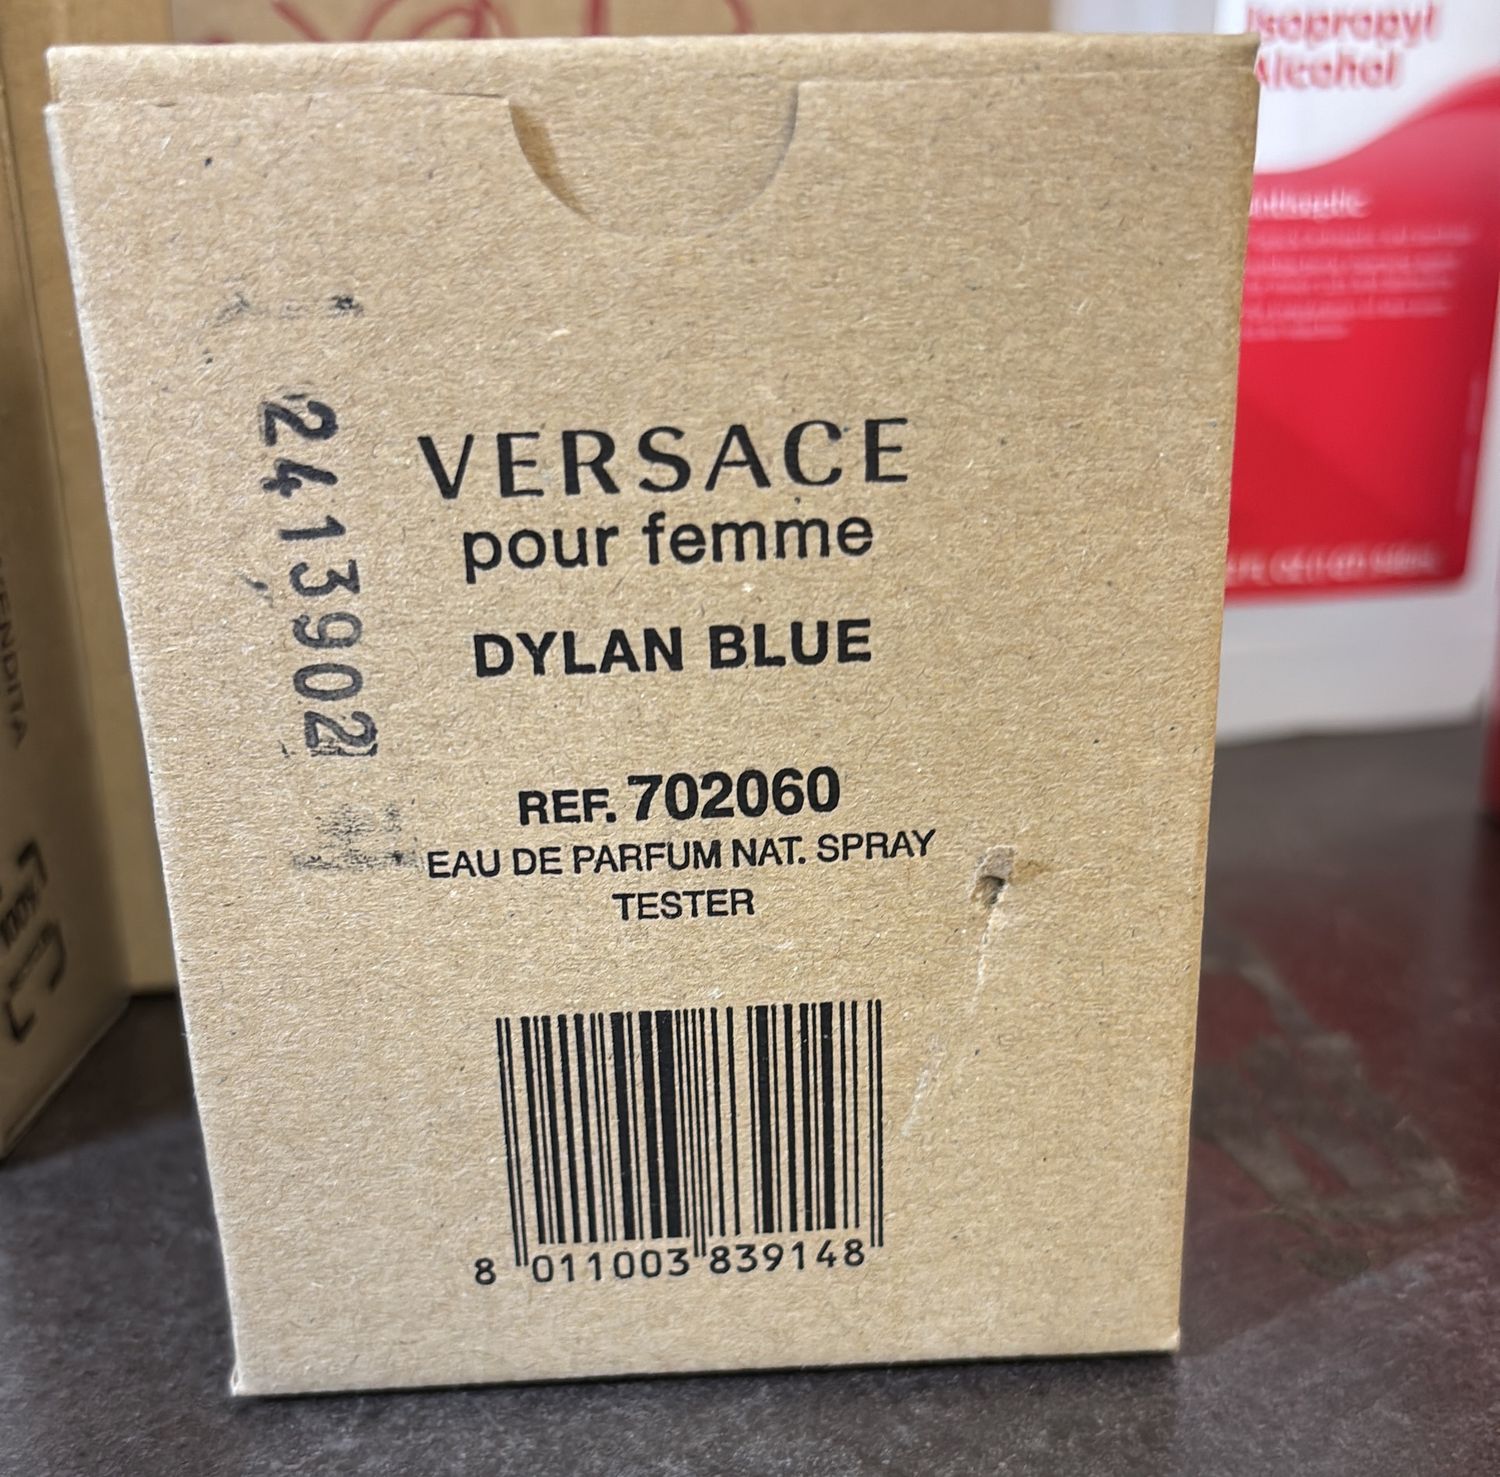 Isopropyl
Alcohol
2413902
VERSACE
pour femme
DYLAN BLUE
REF. 702060
EAU DE PARFUM NAT. SPRAY
TESTER
8 011003 839148